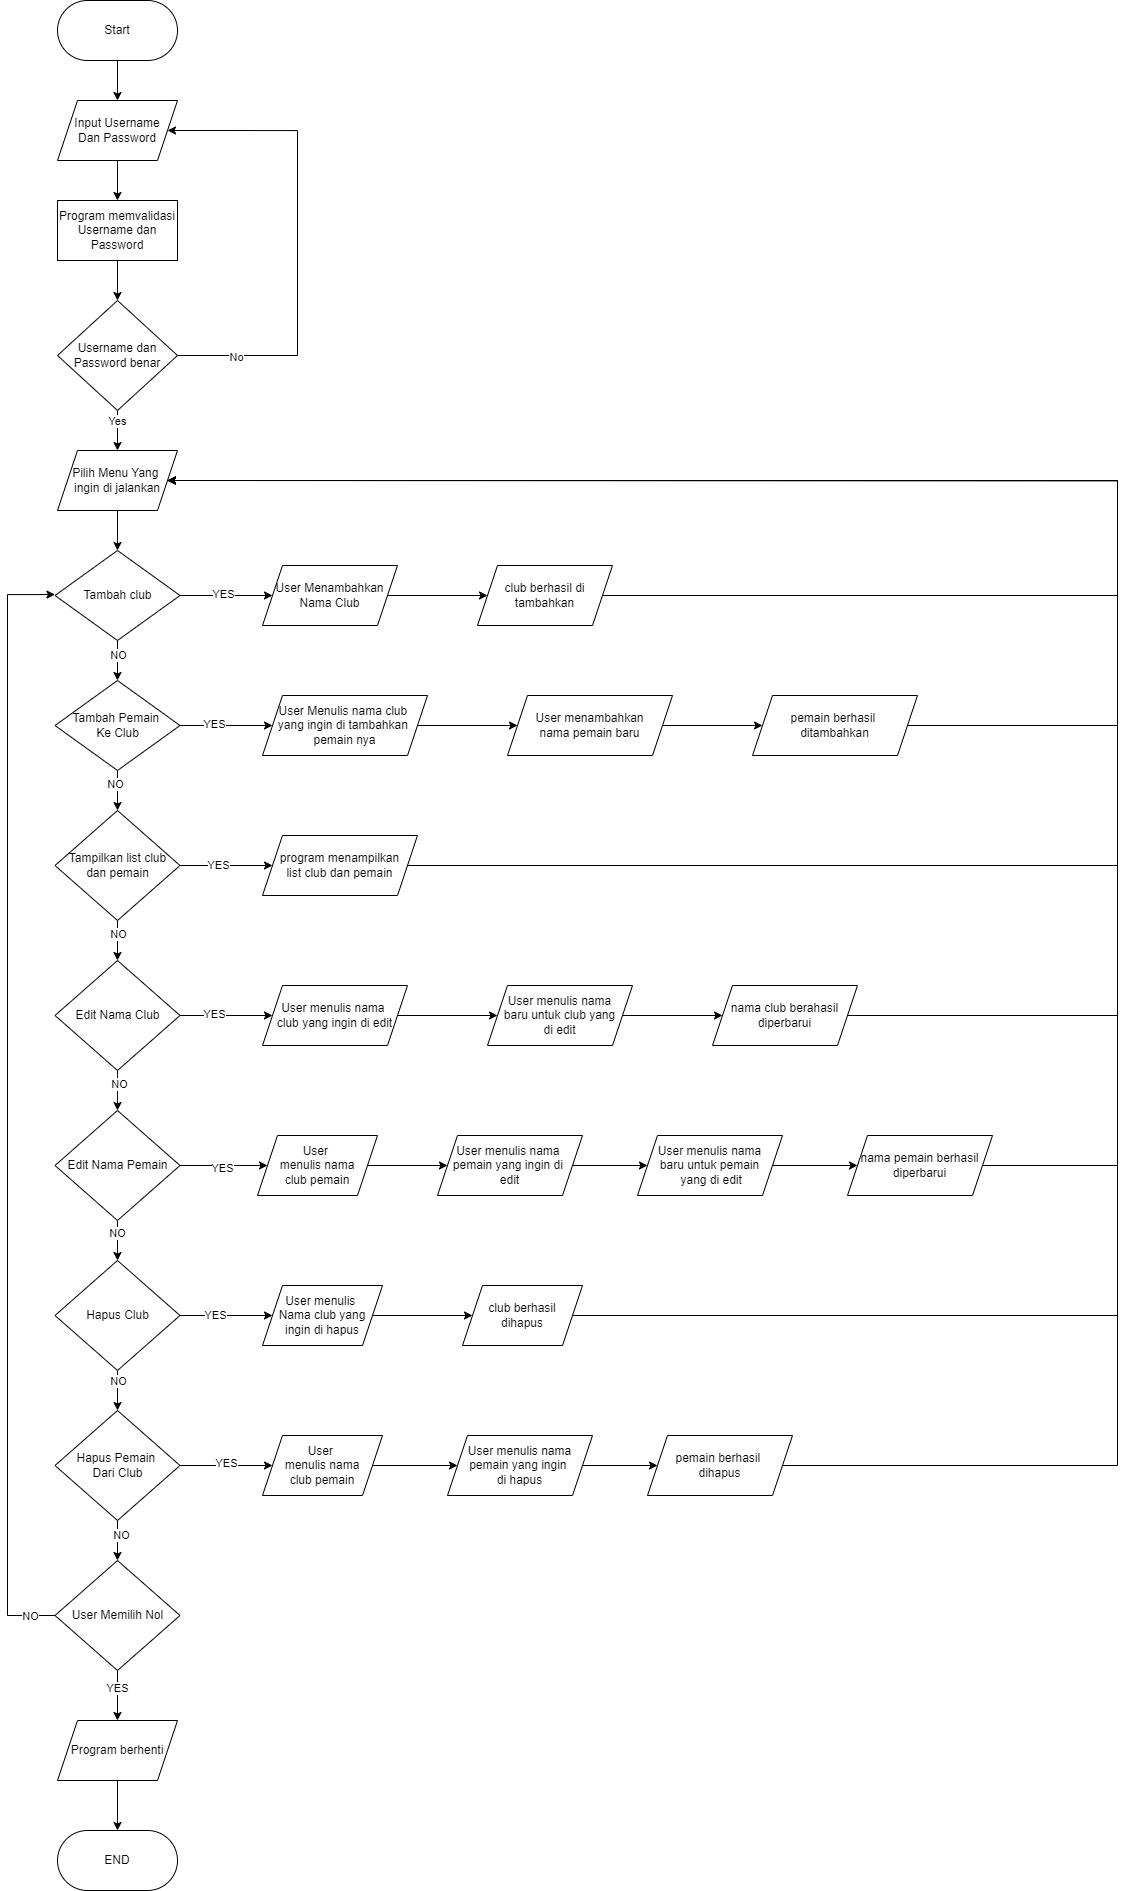 Start
Input Username
Dan Password
Program memvalidasi
Username dan
Password
Username dan
Password benar
No
Yes
Pilih Menu Yang
ingin di jalankan
Tambah club
YES
User Menambahkan
Nama Club
club berhasil di
tambahkan
NO
Tambah Pemain
Ke Club
YES
User Menulis nama club
yang ingin di tambahkan
pemain nya
User menambahkan
nama pemain baru
pemain berhasil
ditambahkan
NO
Tampilkan list club
dan pemain
YES
program menampilkan
list club dan pemain
NO
Edit Nama Club
YES
User menulis nama
club yang ingin di edit
User menulis nama
baru untuk club yang
di edit
nama club berahasil
diperbarui
NO
Edit Nama Pemain
YES
User
menulis nama
club pemain
User menulis nama
pemain yang ingin di
edit
User menulis nama
baru untuk pemain
yang di edit
nama pemain berhasil
diperbarui
NO
Hapus Club
YES
User menulis
Nama club yang
ingin di hapus
club berhasil
dihapus
NO
Hapus Pemain
Dari Club
YES
User
menulis nama
club pemain
User menulis nama
pemain yang ingin
di hapus
pemain berhasil
dihapus
NO
User Memilih Nol
NO
YES
Program berhenti
END